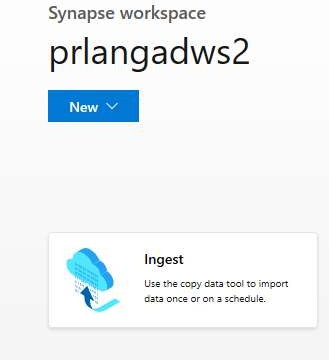 Synapse workspace
prlangadws2
New
Ingest
Use the copy data tool to import
data once or on a schedule.